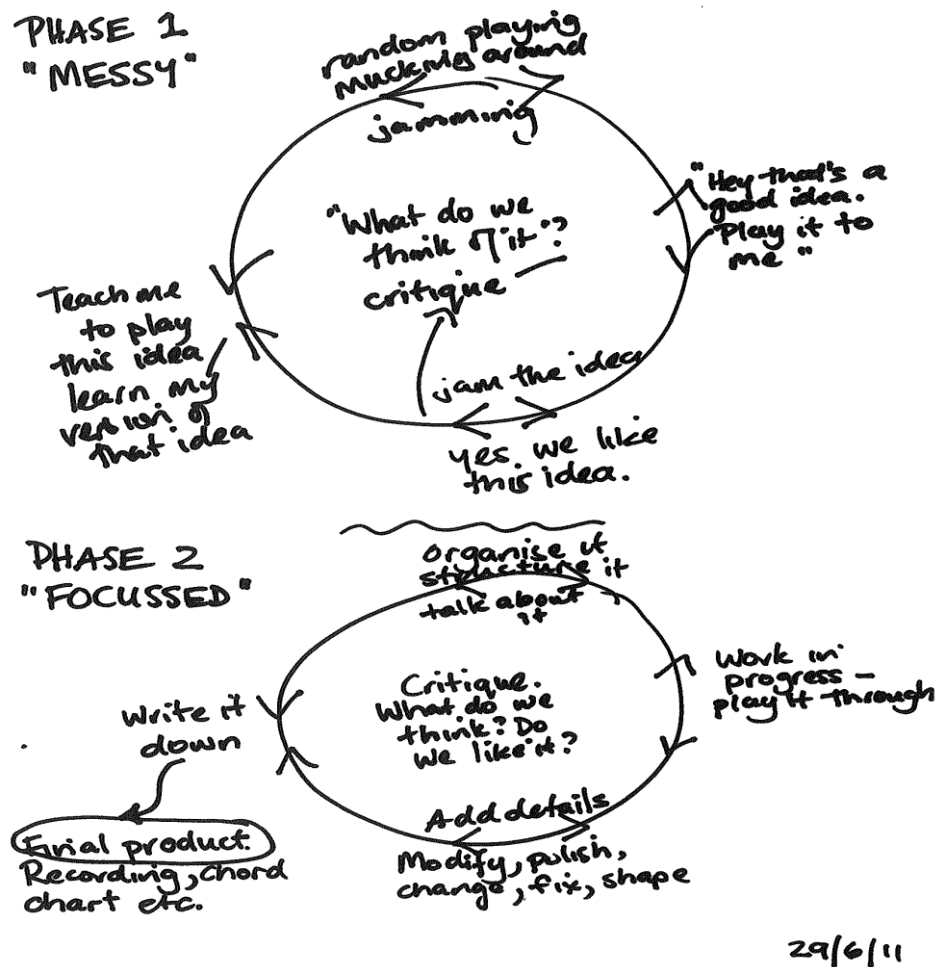 PHASE 1
"MESSY"
random playing
mucking around
jamming
"Hey that's a
good idea.
Play it to
me"
"What do we
think of it"?
critique
Teach me
to play
this idea
learn my
version of
that idea
jam the idea
yes we like
this idea.
PHASE 2
"FOCUSSED"
organise it
structure it
talk about
it
Work in
progress -
play it through
Critique.
What do we
think? Do
we like it?
Write it
down
Add details
Modify, polish,
change, fix, shape
Final product.
Recording, chord
chart etc.
29/6/11